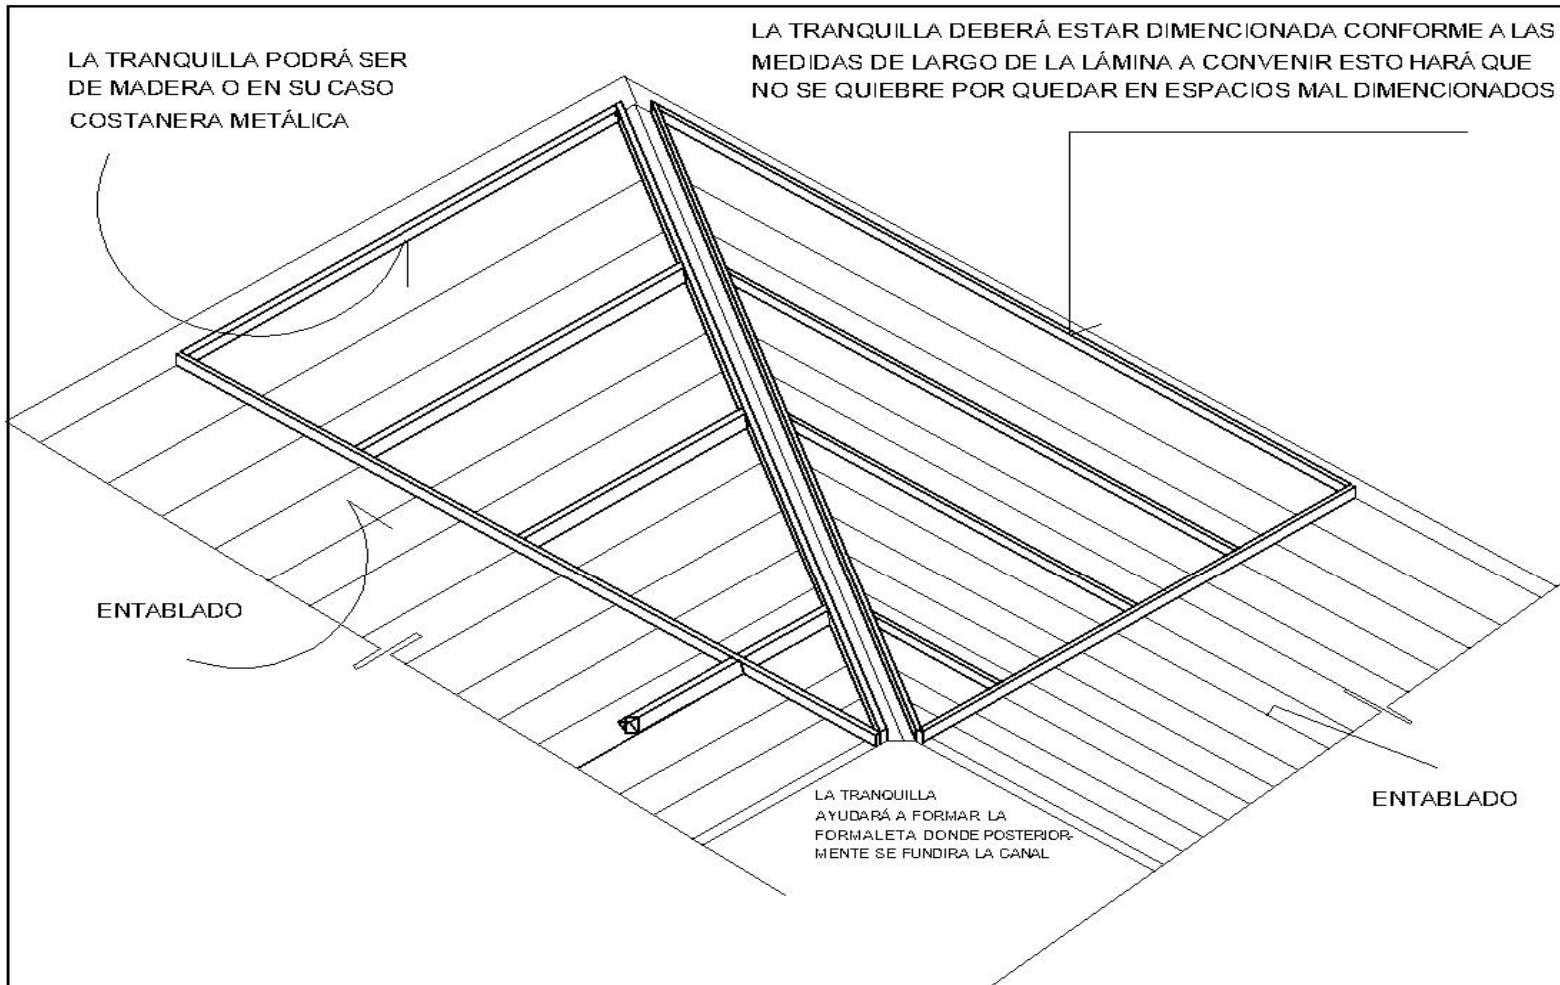 LA TRANQUILLA PODRÁ SER
DE MADERA O EN SU CASO
COSTANERA METÁLICA
LA TRANQUILLA DEBERÁ ESTAR DIMENCIONADA CONFORME A LAS
MEDIDAS DE LARGO DE LA LÁMINA A CONVENIR ESTO HARÁ QUE
NO SE QUIEBRE POR QUEDAR EN ESPACIOS MAL DIMENCIONADOS
ENTABLADO
LA TRANQUILLA
AYUDARÁ A FORMAR LA
FORMALETA DONDE POSTERIOR-
MENTE SE FUNDIRA LA CANAL
ENTABLADO